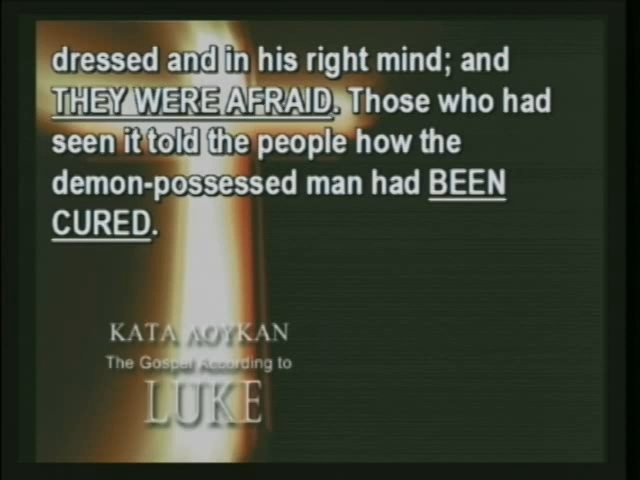 dressed and in his right mind; and
THEY WERE AFRAID. Those who had
seen it told the people how the
demon-possessed man had BEEN
CURED.
ΚΑΤΑ ΛΟΥΚΑΝ
The Gospel According to
LUKE